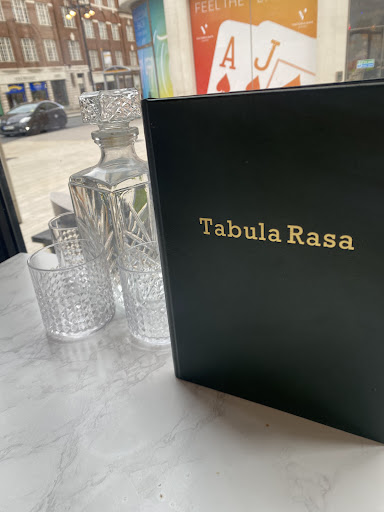 FEEL THE
A J
Tabula Rasa